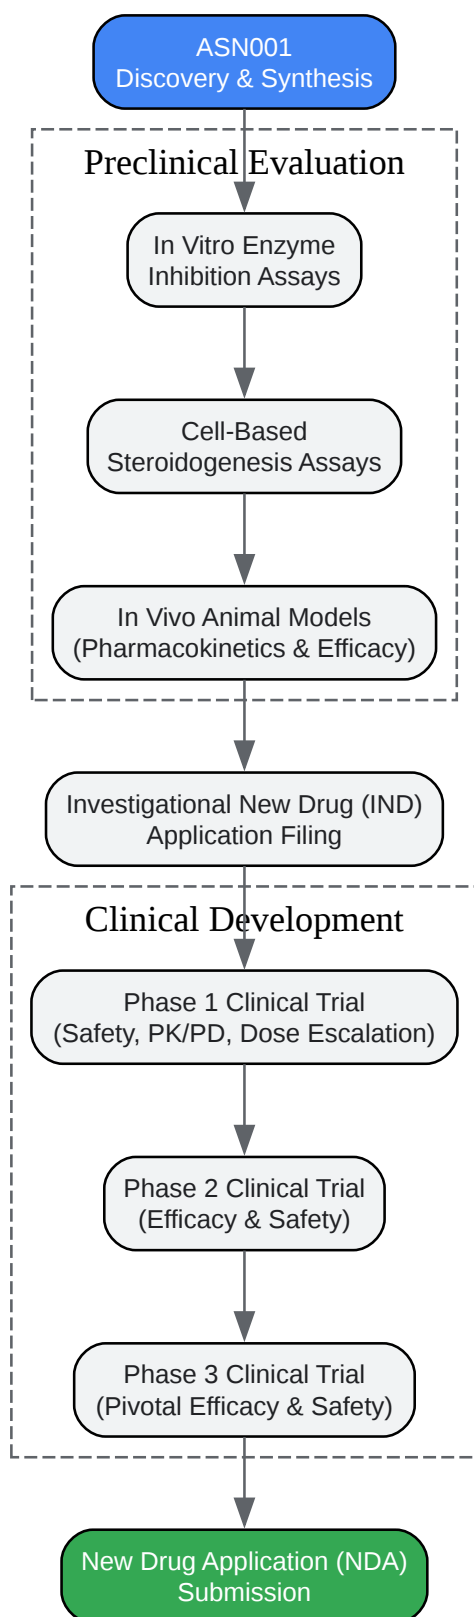 ASN001
Discovery & Synthesis
Preclinical Evaluation
In Vitro Enzyme
Inhibition Assays
Cell-Based
Steroidogenesis Assays
In Vivo Animal Models
(Pharmacokinetics & Efficacy)
Investigational New Drug (IND)
Application Filing
Clinical Development
Phase 1 Clinical Trial
(Safety, PK/PD, Dose Escalation)
Phase 2 Clinical Trial
(Efficacy & Safety)
Phase 3 Clinical Trial
(Pivotal Efficacy & Safety)
New Drug Application (NDA)
Submission